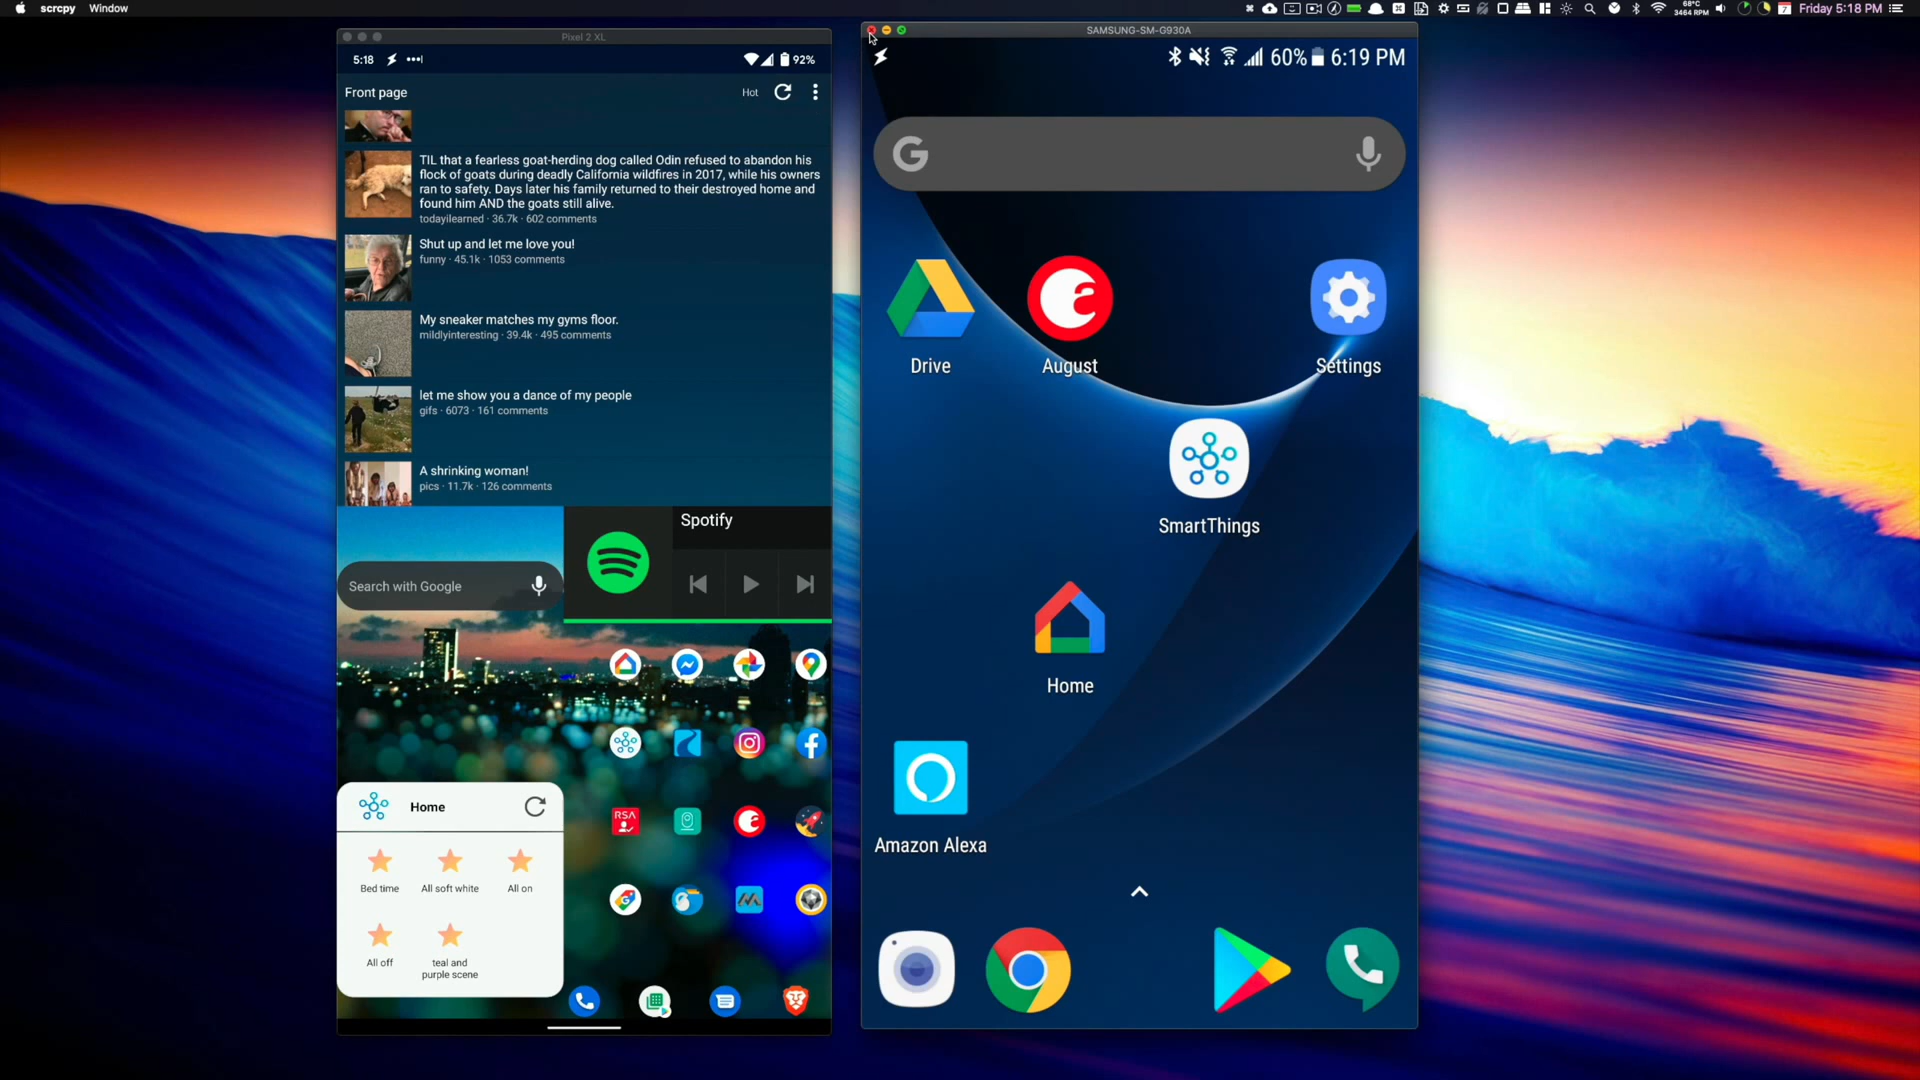 scrcpy Window
68°C
3464 RPM
7
Friday 5:18 PM
Pixel 2 XL
5:18
92%
Front page
Hot
TIL that a fearless goat-herding dog called Odin refused to abandon his
flock of goats during deadly California wildfires in 2017, while his owners
ran to safety. Days later his family returned to their destroyed home and
found him AND the goats still alive.
todayilearned · 36.7k · 602 comments
Shut up and let me love you!
funny · 45.1k · 1053 comments
My sneaker matches my gyms floor.
mildlyinteresting · 39.4k · 495 comments
let me show you a dance of my people
gifs · 6073 · 161 comments
A shrinking woman!
pics · 11.7k · 126 comments
Spotify
Search with Google
Home
Bed time
All soft white
All on
All off
teal and
purple scene
RSA
SAMSUNG-SM-G930A
60%
6:19 PM
G
Drive
August
Settings
SmartThings
Home
Amazon Alexa